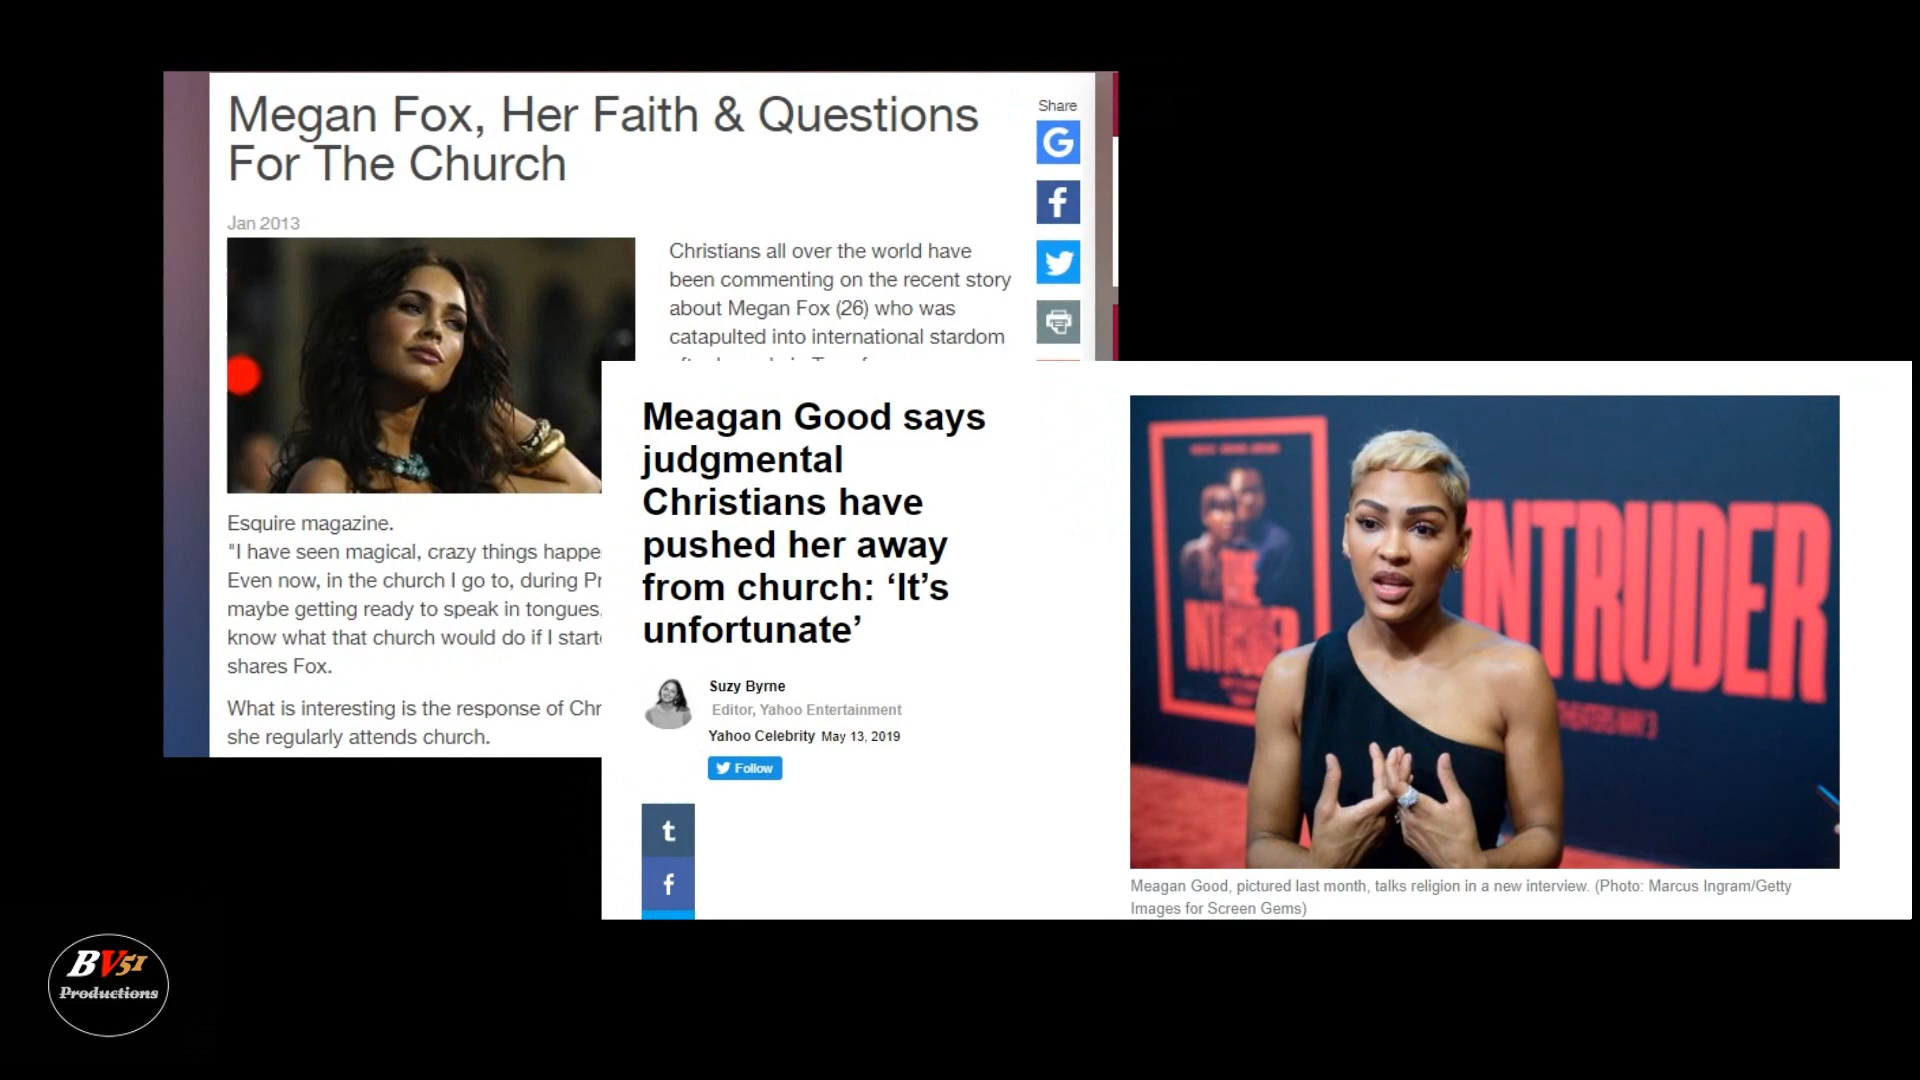 Megan Fox, Her Faith & Questions
For The Church
Jan 2013
Christians all over the world have
been commenting on the recent story
about Megan Fox (26) who was
catapulted into international stardom
Share
Esquire magazine.
"I have seen magical, crazy things happe
Even now, in the church I go to, during Pr
maybe getting ready to speak in tongues,
know what that church would do if I starte
shares Fox.
What is interesting is the response of Chr
she regularly attends church.
Meagan Good says
judgmental
Christians have
pushed her away
from church: ‘It’s
unfortunate’
Suzy Byrne
Editor, Yahoo Entertainment
Yahoo Celebrity May 13, 2019
Follow
THE
INTRUDER
INTRUDER
Meagan Good, pictured last month, talks religion in a new interview. (Photo: Marcus Ingram/Getty
Images for Screen Gems)
BV51
Productions